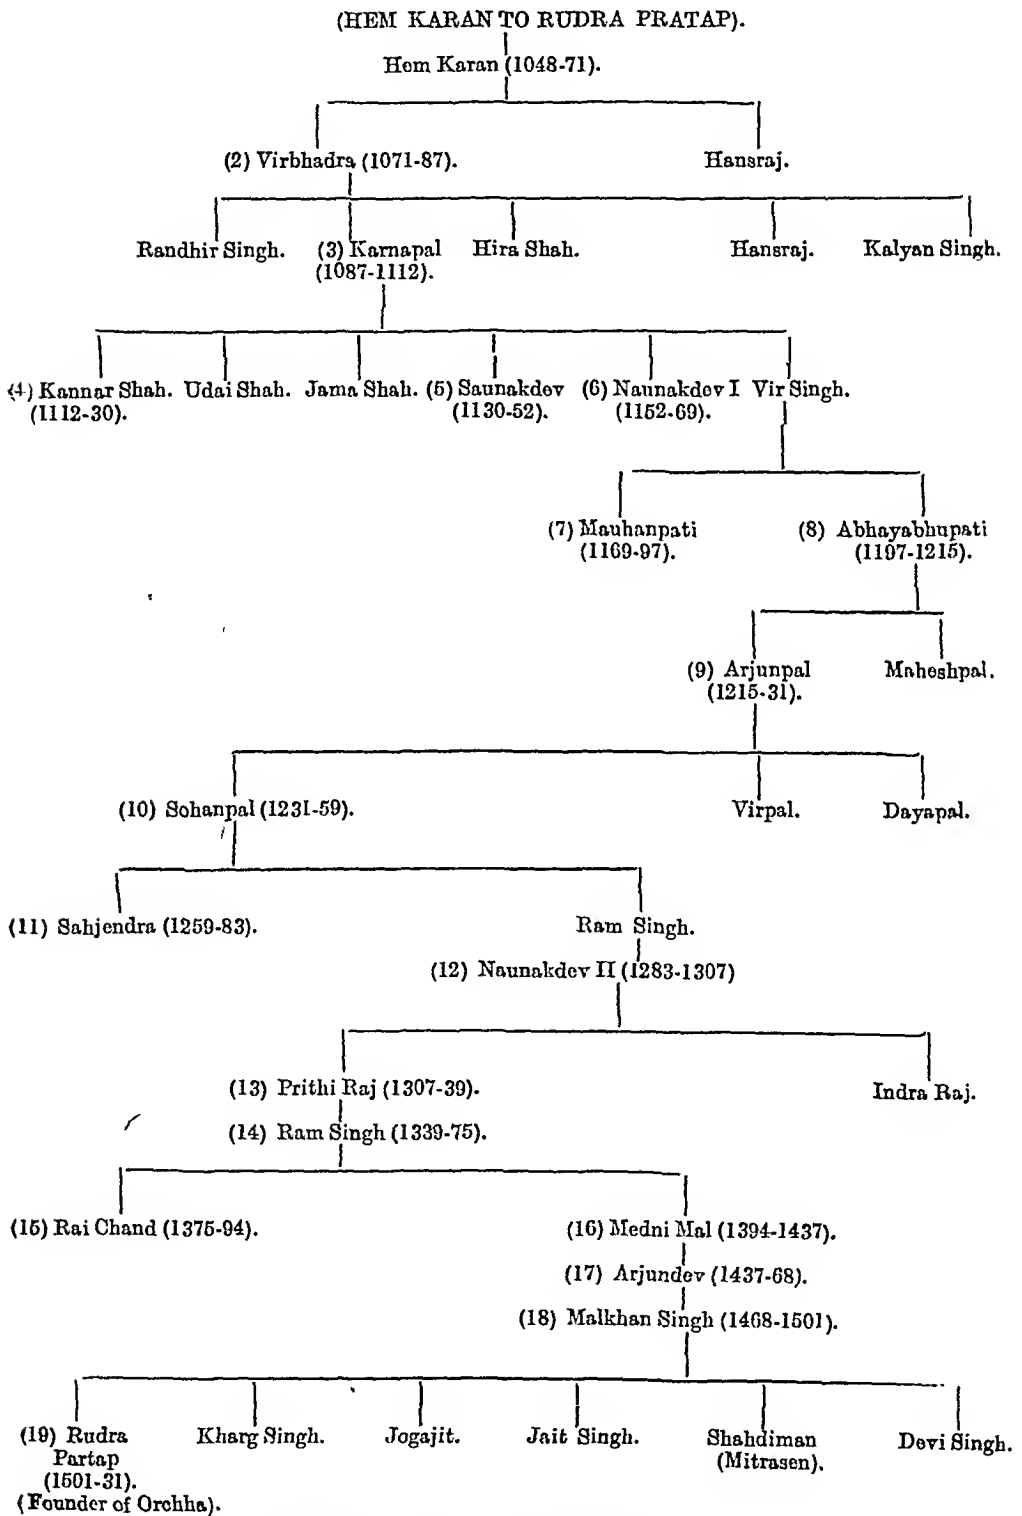 (HEM KARAN TO RUDRA PRATAP).
Hem Karan (1048-71).
(2) Virbhadra (1071-87). Hansraj.
Randhir Singh. (3) Karnapal Hira Shah. Hansraj. Kalyan Singh.
(1087-1112).
(4) Kannar Shah. Udai Shah. Jama Shah. (5) Saunakdev (6) Naunakdev I Vir Singh.
(1112-30). (1130-52). (1152-69).
(7) Mauhanpati (8) Abhayabhupati
(1169-97). (1197-1215).
(9) Arjunpal Maheshpal.
(1215-31).
(10) Sohanpal (1231-59). Virpal. Dayapal.
(11) Sahjendra (1259-83). Ram Singh.
(12) Naunakdev II (1283-1307)
(13) Prithi Raj (1307-39). Indra Raj.
(14) Ram Singh (1339-75).
(15) Rai Chand (1375-94). (16) Medni Mal (1394-1437).
(17) Arjundev (1437-68).
(18) Malkhan Singh (1468-1501).
(19) Rudra Kharg Singh. Jogajit. Jait Singh. Shahdiman Devi Singh.
Partap (Mitrasen).
(1501-31).
(Founder of Orchha).